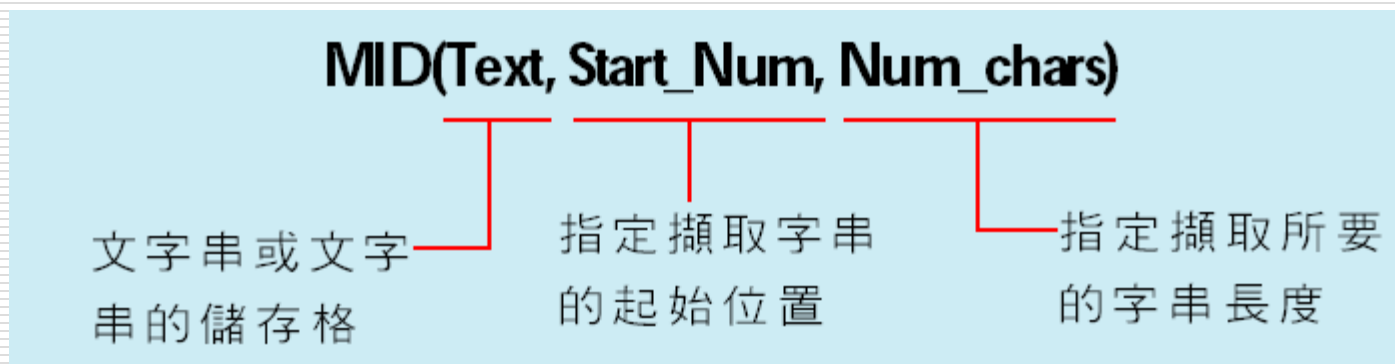 MID(Text, Start_Num, Num_chars)
文字串或文字
串的儲存格
指定擷取字串
的起始位置
指定擷取所要
的字串長度